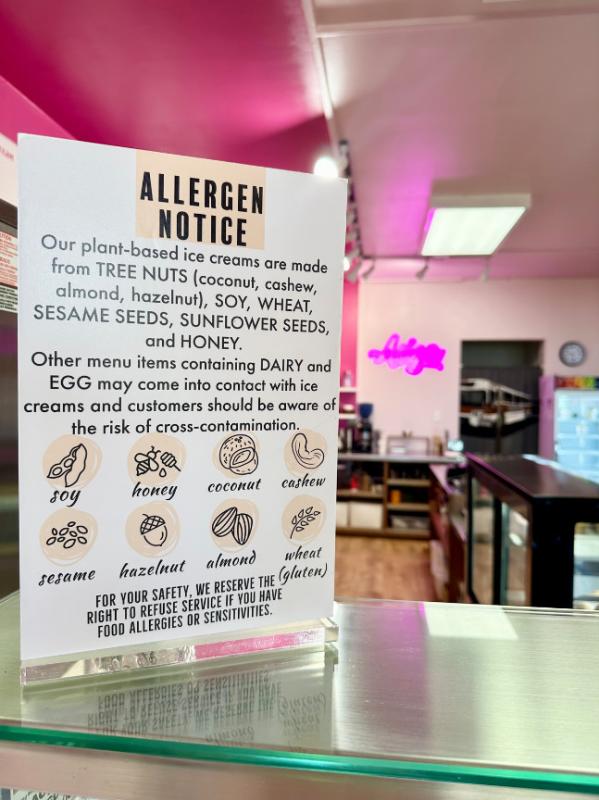 ALLERGEN
NOTICE
Our plant-based ice creams are made
from TREE NUTS (coconut, cashew,
almond, hazelnut), SOY, WHEAT,
SESAME SEEDS, SUNFLOWER SEEDS,
and HONEY.
Other menu items containing DAIRY and
EGG may come into contact with ice
creams and customers should be aware of
the risk of cross-contamination.
soy honey coconut cashew
sesame hazelnut almond wheat
(gluten)
FOR YOUR SAFETY, WE RESERVE THE
RIGHT TO REFUSE SERVICE IF YOU HAVE
FOOD ALLERGIES OR SENSITIVITIES.